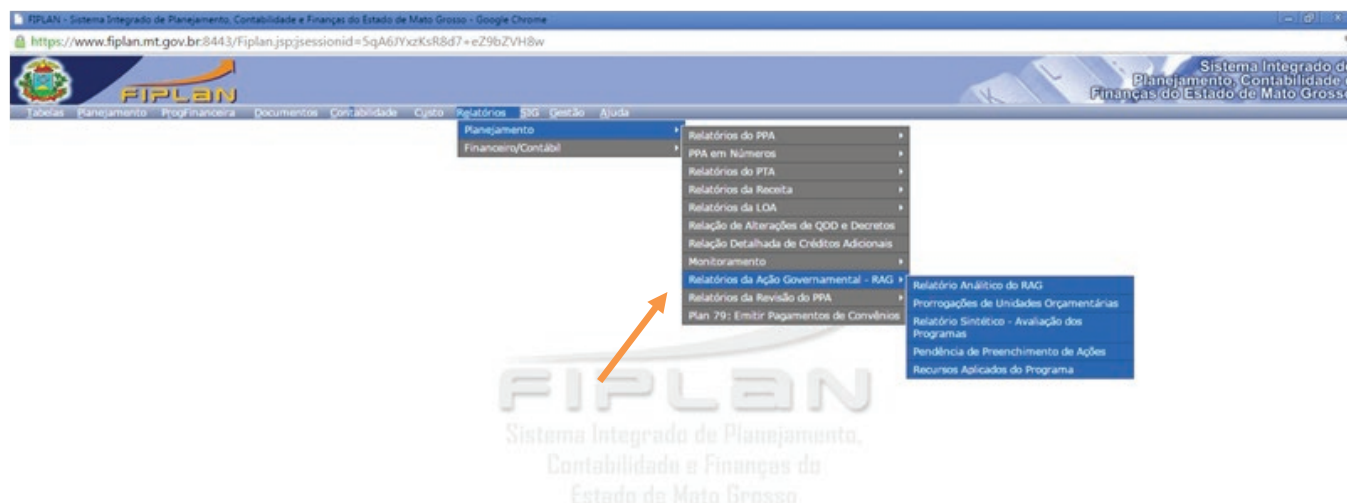 FIPLAN - Sistema Integrado de Planejamento, Contabilidade e Finanças do Estado de Mato Grosso - Google Chrome
https://www.fiplan.mt.gov.br:8443/Fiplan.jsp;jsessionid=5qA6JYxzKsR8d7+eZ9bZVH8w
FIPLAN
Sistema Integrado de
Planejamento, Contabilidade e
Finanças do Estado de Mato Grosso
Tabelas Planejamento ProgFinanceira Documentos Contabilidade Custo Relatórios SIG Gestão Ajuda
Planejamento
Financeiro/Contábil
Relatórios do PPA
PPA em Números
Relatórios do PTA
Relatórios da Receita
Relatórios da LOA
Relação de Alterações de QDD e Decretos
Relação Detalhada de Créditos Adicionais
Monitoramento
Relatórios da Ação Governamental - RAG
Relatórios da Revisão do PPA
Plan 79: Emitir Pagamentos de Convênios
Relatório Análitico do RAG
Prorrogações de Unidades Orçamentárias
Relatório Sintético - Avaliação dos
Programas
Pendência de Preenchimento de Ações
Recursos Aplicados do Programa
FIPLAN
Sistema Integrado de Planejamento,
Contabilidade e Finanças do
Estado de Mato Grosso